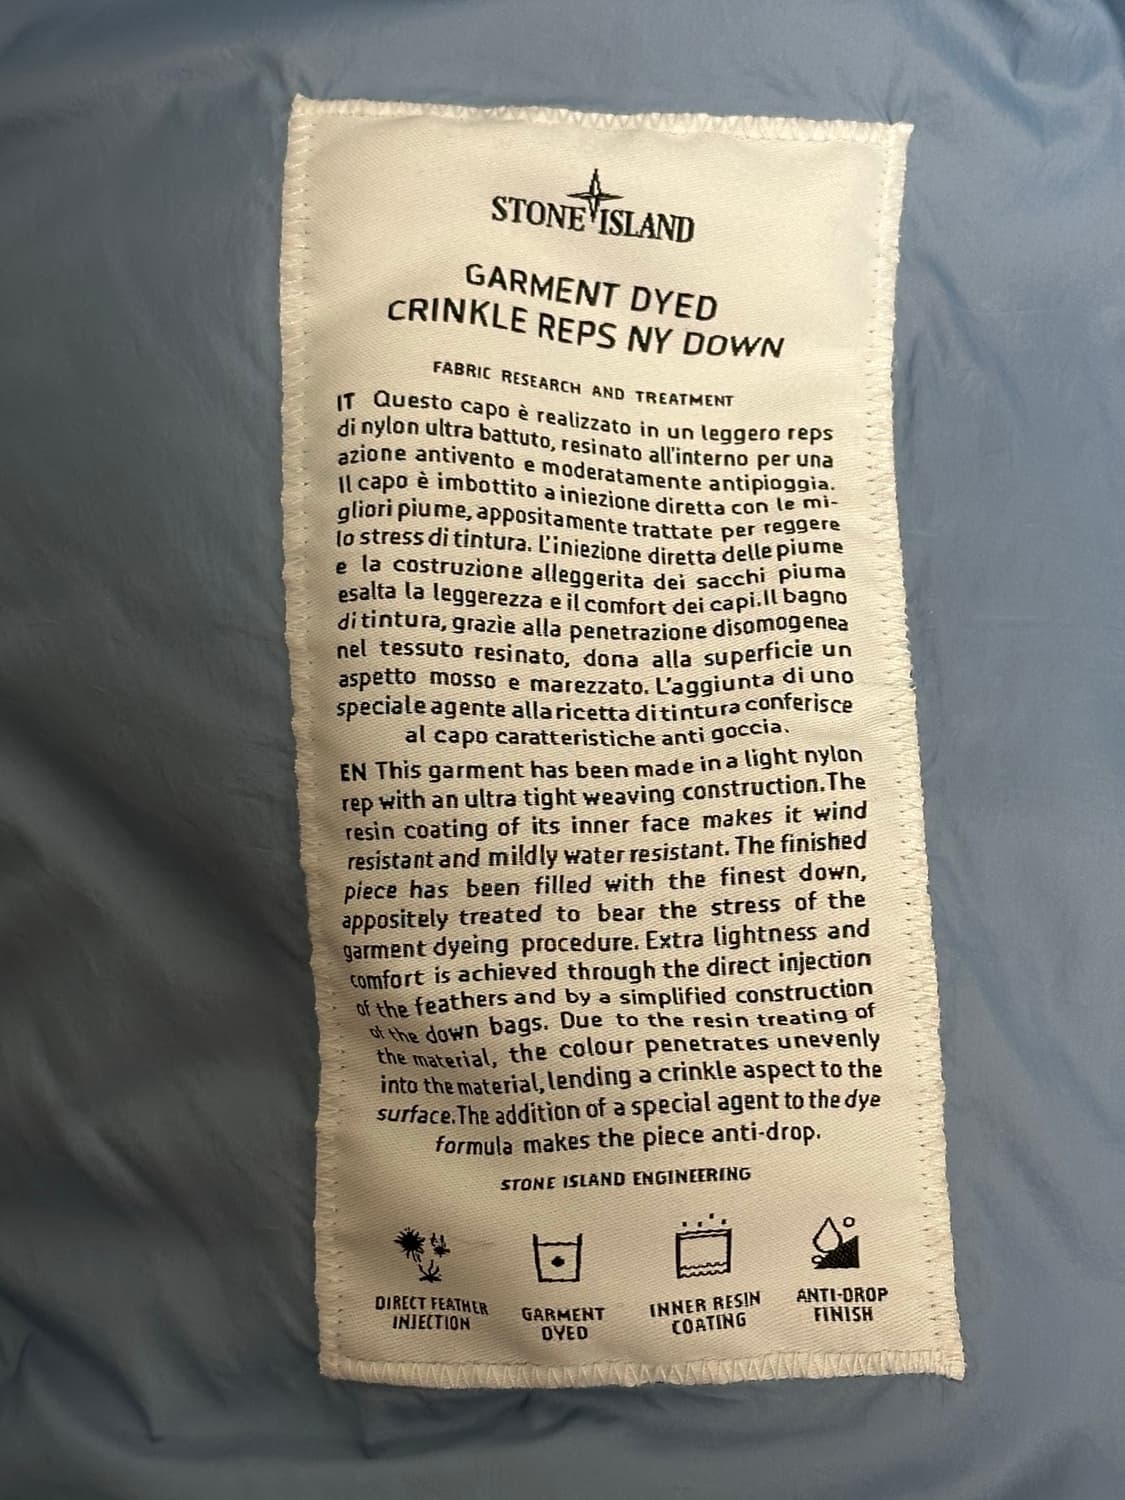 STONE ISLAND
GARMENT DYED
CRINKLE REPS NY DOWN
FABRIC RESEARCH AND TREATMENT
IT Questo capo è realizzato in un leggero reps
di nylon ultra battuto, resinato all'interno per una
azione antivento e moderatamente antipioggia.
Il capo è imbottito a iniezione diretta con le mi-
gliori piume, appositamente trattate per reggere
lo stress di tintura. L'iniezione diretta delle piume
e la costruzione alleggerita dei sacchi piuma
esalta la leggerezza e il comfort dei capi.Il bagno
di tintura, grazie alla penetrazione disomogenea
nel tessuto resinato, dona alla superficie un
aspetto mosso e marezzato. L'aggiunta di uno
speciale agente alla ricetta di tintura conferisce
al capo caratteristiche anti goccia.
EN This garment has been made in a light nylon
rep with an ultra tight weaving construction.The
resin coating of its inner face makes it wind
resistant and mildly water resistant. The finished
piece has been filled with the finest down,
appositely treated to bear the stress of the
garment dyeing procedure. Extra lightness and
comfort is achieved through the direct injection
of the feathers and by a simplified construction
of the down bags. Due to the resin treating of
the material, the colour penetrates unevenly
into the material, lending a crinkle aspect to the
surface.The addition of a special agent to the dye
formula makes the piece anti-drop.
STONE ISLAND ENGINEERING
DIRECT FEATHER
INJECTION
GARMENT
DYED
INNER RESIN
COATING
ANTI-DROP
FINISH